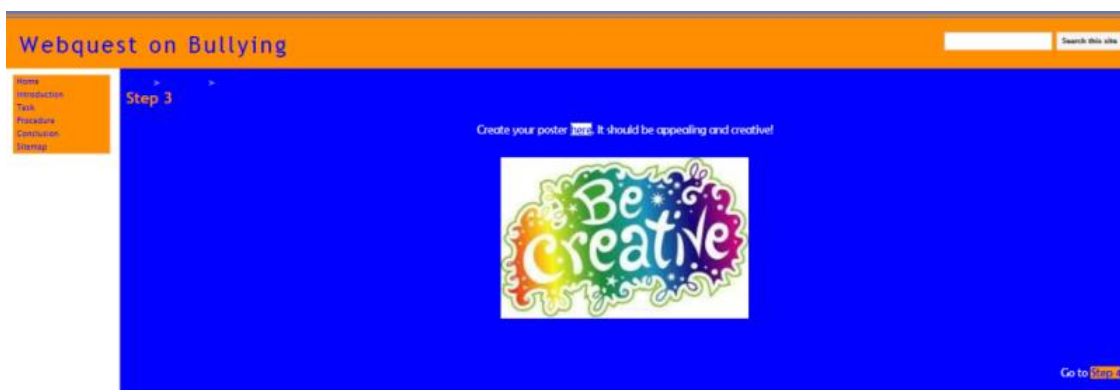 Webquest on Bullying
Search this site
Home
Introduction
Task
Procedure
Conclusion
Sitemap
> >
Step 3
Create your poster here. It should be appealing and creative!
Be
Creative
Go to Step